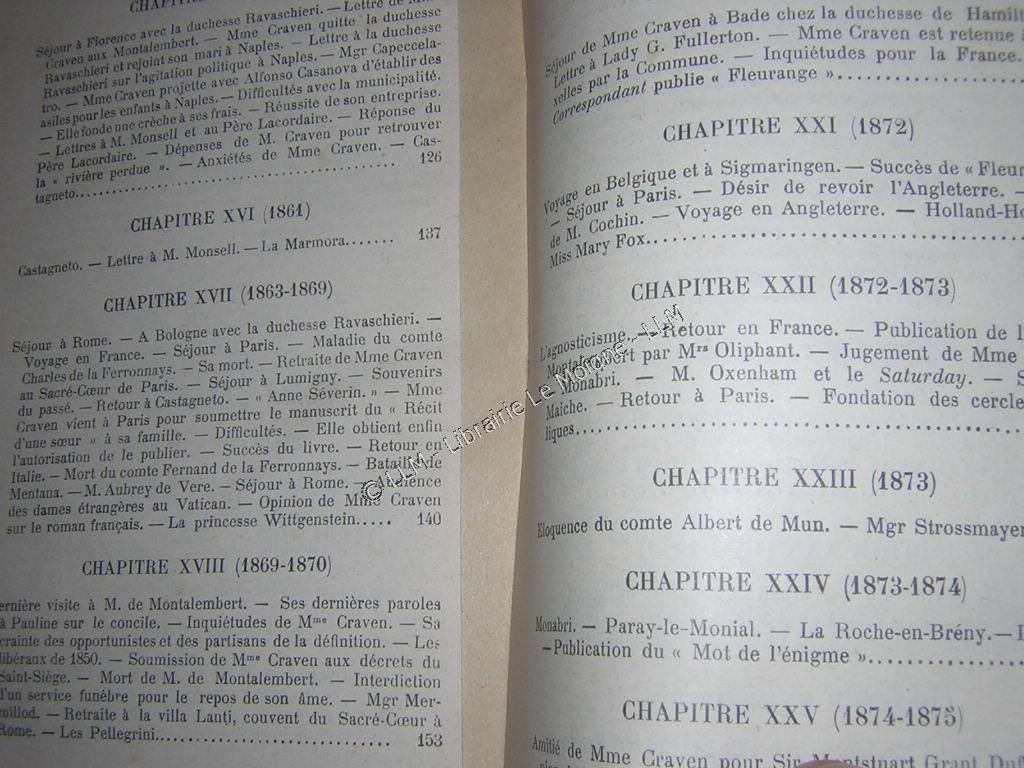 CHAPITRE
Séjour à Florence avec la duchesse Ravaschieri. — Lettre de Mme
Craven aux Montalembert. — Mme Craven quitte la duchesse
Ravaschieri et rejoint son mari à Naples. — Lettre à la duchesse
Ravaschieri sur l'agitation politique à Naples. — Mgr Capecela-
tro. — Mme Craven projette avec Alfonso Casanova d'établir des
asiles pour les enfants à Naples. — Difficultés avec la municipalité.
— Elle fonde une crèche à ses frais. — Réussite de son entreprise.
— Lettres à M. Monsell et au Père Lacordaire. — Réponse du
Père Lacordaire. — Dépenses de M. Craven pour retrouver
la « rivière perdue ». — Anxiétés de Mme Craven. — Cas-
tagneto.......... 126
CHAPITRE XVI (1861)
Castagneto. — Lettre à M. Monsell. — La Marmora....... 137
CHAPITRE XVII (1863-1869)
Séjour à Rome. — A Bologne avec la duchesse Ravaschieri. —
Voyage en France. — Séjour à Paris. — Maladie du comte
Charles de la Ferronnays. — Sa mort. — Retraite de Mme Craven
au Sacré-Cœur de Paris. — Séjour à Lumigny. — Souvenirs
du passé. — Retour à Castagneto. — « Anne Séverin. » — Mme
Craven vient à Paris pour soumettre le manuscrit du « Récit
d'une sœur » à sa famille. — Difficultés. — Elle obtient enfin
l'autorisation de le publier. — Succès du livre. — Retour en
Italie. — Mort du comte Fernand de la Ferronnays. — Bataille de
Mentana. — M. Aubrey de Vere. — Séjour à Rome. — Audience
des dames étrangères au Vatican. — Opinion de Mme Craven
sur le roman français. — La princesse Wittgenstein..... 140
CHAPITRE XVIII (1869-1870)
ernière visite à M. de Montalembert. — Ses dernières paroles
à Pauline sur le concile. — Inquiétudes de Mme Craven. — Sa
crainte des opportunistes et des partisans de la définition. — Les
libéraux de 1850. — Soumission de Mme Craven aux décrets du
Saint-Siège. — Mort de M. de Montalembert. — Interdiction
d'un service funèbre pour le repos de son âme. — Mgr Mer-
millod. — Retraite à la villa Lanti, couvent du Sacré-Cœur à
Rome. — Les Pellegrini.......... 153
Séjour de Mme Craven à Bade chez la duchesse de Hamilt
Lettre à Lady G. Fullerton. — Mme Craven est retenue à
xelles par la Commune. — Inquiétudes pour la France.
Correspondant publie « Fleurange »..........
CHAPITRE XXI (1872)
Voyage en Belgique et à Sigmaringen. — Succès de « Fleur
— Séjour à Paris. — Désir de revoir l'Angleterre. —
de M. Cochin. — Voyage en Angleterre. — Holland-Ho
Miss Mary Fox..........
CHAPITRE XXII (1872-1873)
L'agnosticisme. — Retour en France. — Publication de l
Montalembert par Mrs Oliphant. — Jugement de Mme
Monabri. — M. Oxenham et le Saturday. — S
Maiche. — Retour à Paris. — Fondation des cercle
liques..........
CHAPITRE XXIII (1873)
Eloquence du comte Albert de Mun. — Mgr Strossmayer
CHAPITRE XXIV (1873-1874)
Monabri. — Paray-le-Monial. — La Roche-en-Brény. —
— Publication du « Mot de l'énigme »..........
CHAPITRE XXV (1874-1875)
Amitié de Mme Craven pour Sir Montstuart Grant Duf
© LLM - Librairie Le Moigne - LLM